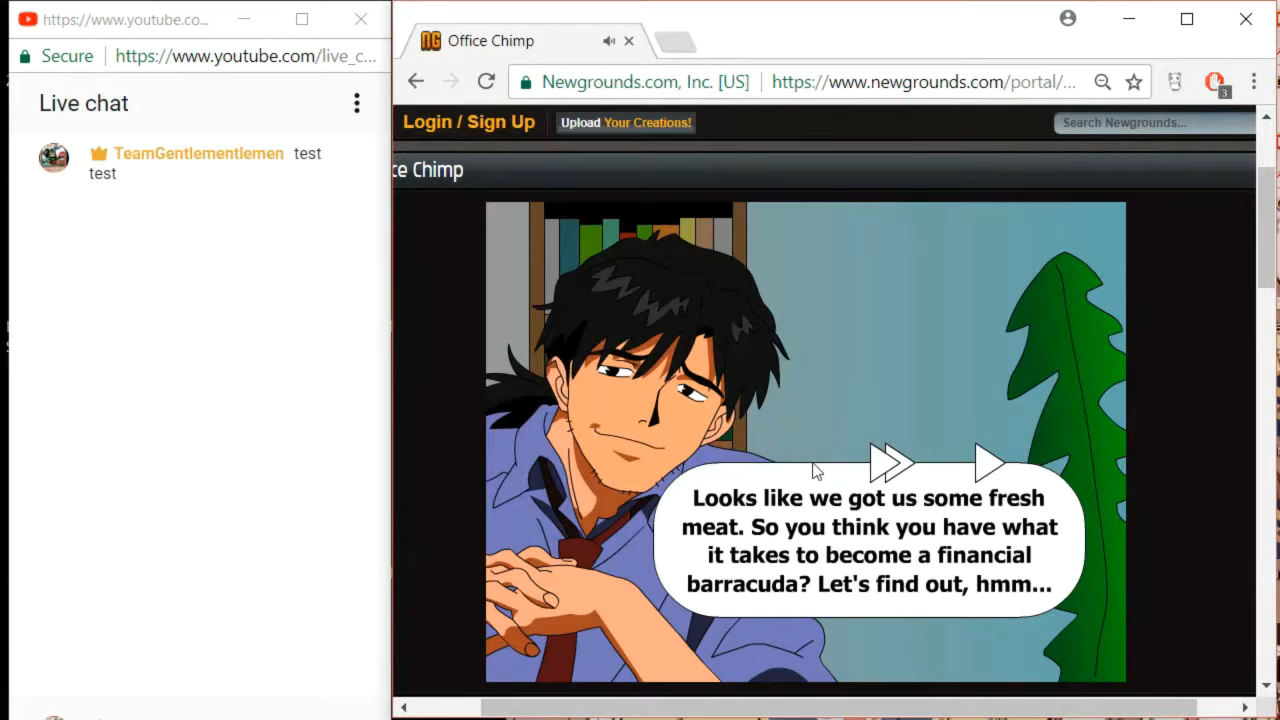 https://www.youtube.co...
Secure https://www.youtube.com/live_c...
Live chat
TeamGentlementlemen test
test
NG Office Chimp
Newgrounds.com, Inc. [US] https://www.newgrounds.com/portal/...
3
Login / Sign Up Upload Your Creations! Search Newgrounds...
ce Chimp
Looks like we got us some fresh
meat. So you think you have what
it takes to become a financial
barracuda? Let's find out, hmm...